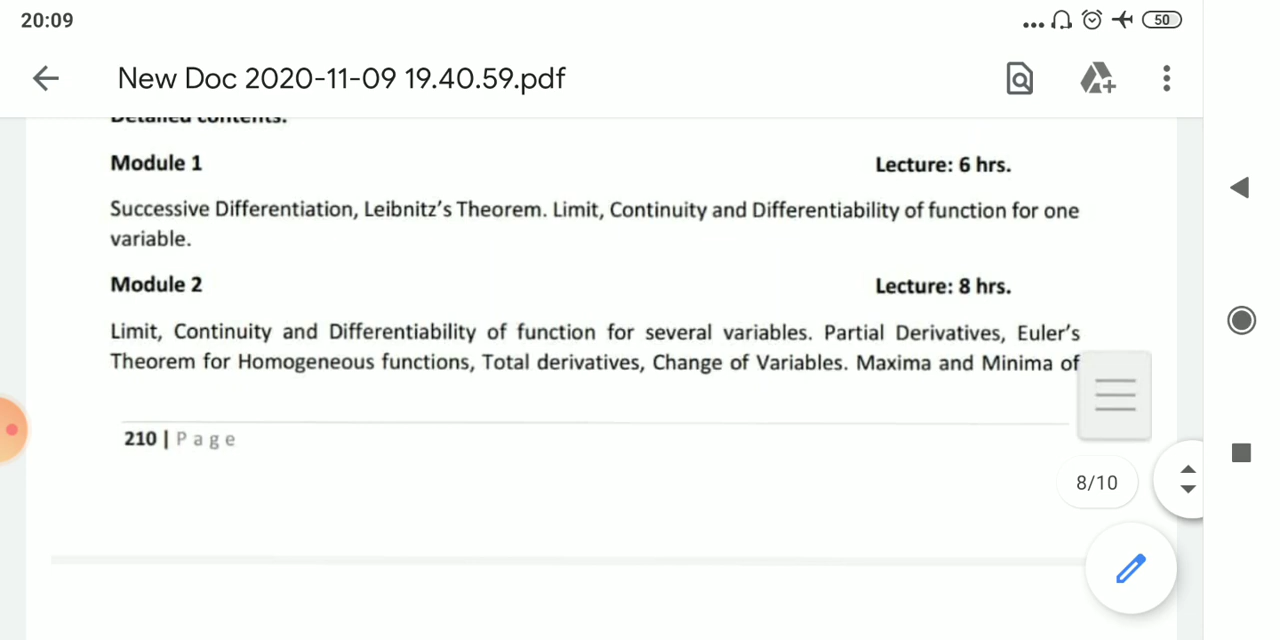 20:09
50
New Doc 2020-11-09 19.40.59.pdf
Detailed contents:
Module 1 Lecture: 6 hrs.
Successive Differentiation, Leibnitz's Theorem. Limit, Continuity and Differentiability of function for one
variable.
Module 2 Lecture: 8 hrs.
Limit, Continuity and Differentiability of function for several variables. Partial Derivatives, Euler's
Theorem for Homogeneous functions, Total derivatives, Change of Variables. Maxima and Minima of
210 | Page
8/10